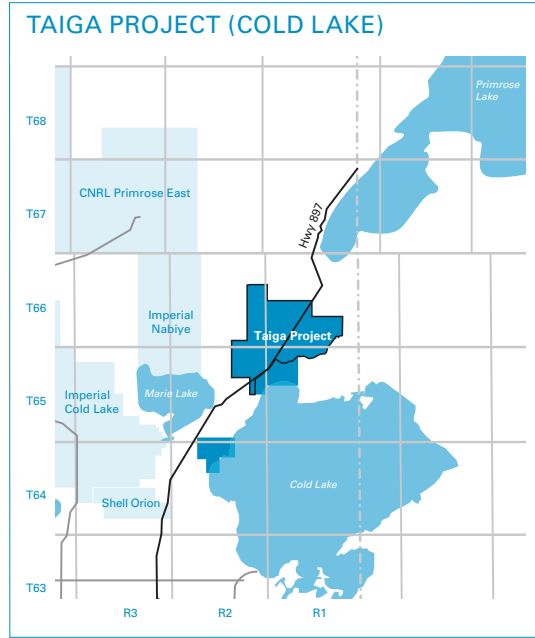 TAIGA PROJECT (COLD LAKE)
Primrose
Lake
T68
CNRL Primrose East
T67
Hwy 897
T66
Imperial
Nabiye
Taiga Project
Imperial
Cold Lake
Marie Lake
T65
Cold Lake
T64
Shell Orion
T63
R3
R2
R1